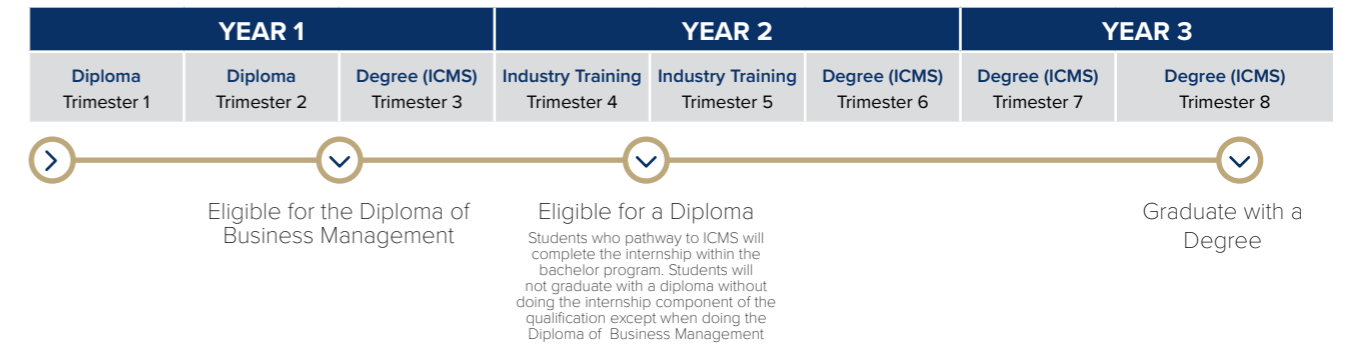 YEAR 1
YEAR 2
YEAR 3
Diploma
Trimester 1
Diploma
Trimester 2
Degree (ICMS)
Trimester 3
Industry Training
Trimester 4
Industry Training
Trimester 5
Degree (ICMS)
Trimester 6
Degree (ICMS)
Trimester 7
Degree (ICMS)
Trimester 8
Eligible for the Diploma of
Business Management
Eligible for a Diploma
Students who pathway to ICMS will
complete the internship within the
bachelor program. Students will
not graduate with a diploma without
doing the internship component of the
qualification except when doing the
Diploma of Business Management
Graduate with a
Degree